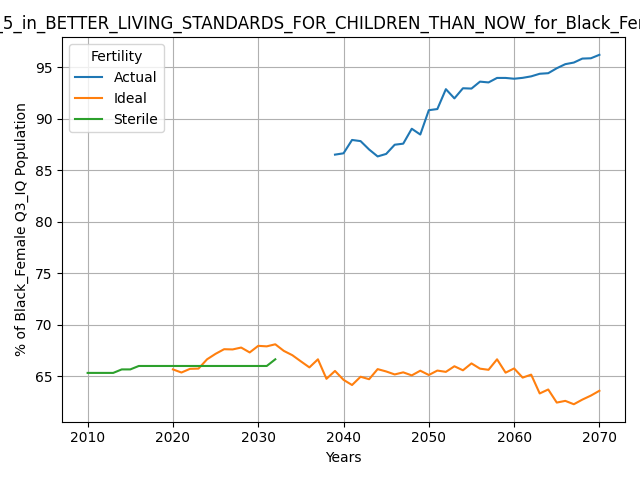 _5_in_BETTER_LIVING_STANDARDS_FOR_CHILDREN_THAN_NOW_for_Black_Fe
Fertility
Actual
Ideal
Sterile
% of Black_Female Q3_IQ Population
95
90
85
80
75
70
65
2010
2020
2030
2040
2050
2060
2070
Years